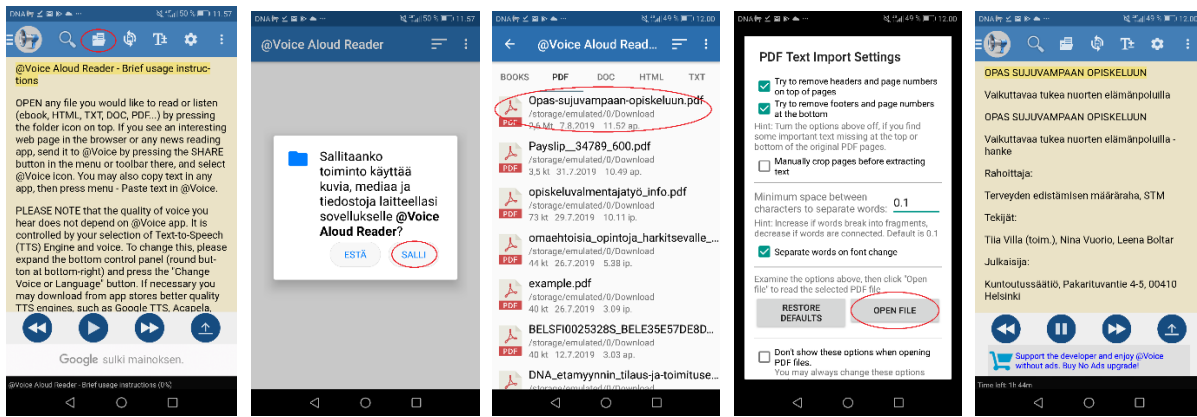 DNA
50 % 11.57
@Voice Aloud Reader - Brief usage instruc-
tions
OPEN any file you would like to read or listen
(ebook, HTML, TXT, DOC, PDF...) by pressing
the folder icon on top. If you see an interesting
web page in the browser or any news reading
app, send it to @Voice by pressing the SHARE
button in the menu or toolbar there, and select
@Voice icon. You may also copy text in any
app, then press menu - Paste text in @Voice.
PLEASE NOTE that the quality of voice you
hear does not depend on @Voice app. It is
controlled by your selection of Text-to-Speech
(TTS) Engine and voice. To change this, please
expand the bottom control panel (round but-
ton at bottom-right) and press the "Change
Voice or Language" button. If necessary you
may download from app stores better quality
TTS engines, such as Google TTS, Acapela,
Google sulki mainoksen.
@Voice Aloud Reader - Brief usage instructions (0%)
DNA
50 % 11.57
@Voice Aloud Reader
Sallitaanko
toiminto käyttää
kuvia, mediaa ja
tiedostoja laitteellasi
sovellukselle @Voice
Aloud Reader?
ESTÄ SALLI
DNA
49 % 12.00
@Voice Aloud Read...
BOOKS PDF DOC HTML TXT
Opas-sujuvampaan-opiskeluun.pdf
/storage/emulated/0/Download
2,6 Mt 7.8.2019 11.52 ap.
PDF
Payslip__34789_600.pdf
/storage/emulated/0/Download
3,5 kt 31.7.2019 10.49 ap.
PDF
opiskeluvalmentajatyö_info.pdf
/storage/emulated/0/Download
73 kt 29.7.2019 10.11 ip.
PDF
omaehtoisia_opintoja_harkitsevalle_...
/storage/emulated/0/Download
44 kt 26.7.2019 5.38 ip.
PDF
example.pdf
/storage/emulated/0/Download
40 kt 26.7.2019 3.09 ip.
PDF
BELSFI0025328S_BELE35E57DE8D...
/storage/emulated/0/Download
40 kt 12.7.2019 3.03 ap.
PDF
DNA_etamyynnin_tilaus-ja-toimituse...
/storage/emulated/0/Download
PDF
DNA
49 % 12.00
PDF Text Import Settings
Try to remove headers and page numbers
on top of pages
Try to remove footers and page numbers
at the bottom
Hint: Turn the options above off, if you find
some important text missing at the top or
bottom of the original PDF pages.
Manually crop pages before extracting
text
Minimum space between
characters to separate words: 0.1
Hint: Increase if words break into fragments,
decrease if words are connected. Default is 0.1
Separate words on font change
Examine the options above, then click "Open
file" to read the selected PDF file
RESTORE
DEFAULTS
OPEN FILE
Don't show these options when opening
PDF files.
You may always change these options
DNA
49 % 12.00
OPAS SUJUVAMPAAN OPISKELUUN
Vaikuttavaa tukea nuorten elämänpoluilla
OPAS SUJUVAMPAAN OPISKELUUN
Vaikuttavaa tukea nuorten elämänpoluilla -
hanke
Rahoittaja:
Terveyden edistämisen määräraha, STM
Tekijät:
Tiia Villa (toim.), Nina Vuorio, Leena Boltar
Julkaisija:
Kuntoutussäätiö, Pakarituvantie 4-5, 00410
Helsinki
Support the developer and enjoy @Voice
without ads. Buy No Ads upgrade!
Time left: 1h 44m